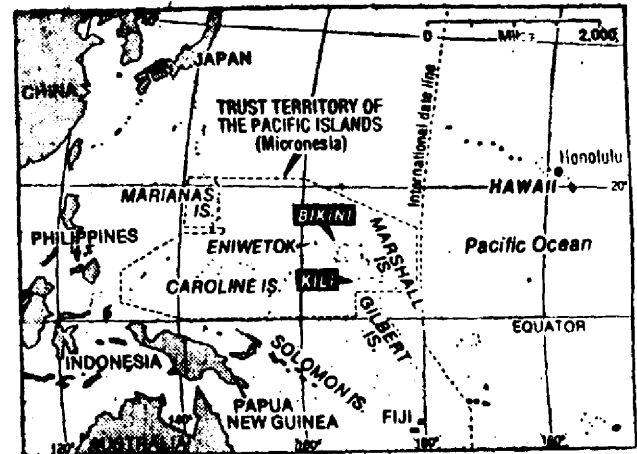 0 2,000
JAPAN
CHINA
TRUST TERRITORY OF
THE PACIFIC ISLANDS
(Micronesia)
International date line
Honolulu
HAWAII
20°
MARIANAS
IS.
BIKINI
PHILIPPINES
ENIWETOK
MARSHALL
IS.
Pacific Ocean
CAROLINE IS.
KILI
GILBERT
IS.
EQUATOR
INDONESIA
SOLOMON IS.
PAPUA
NEW GUINEA
FIJI
AUSTRALIA
120°
140°
160°
180°
160°